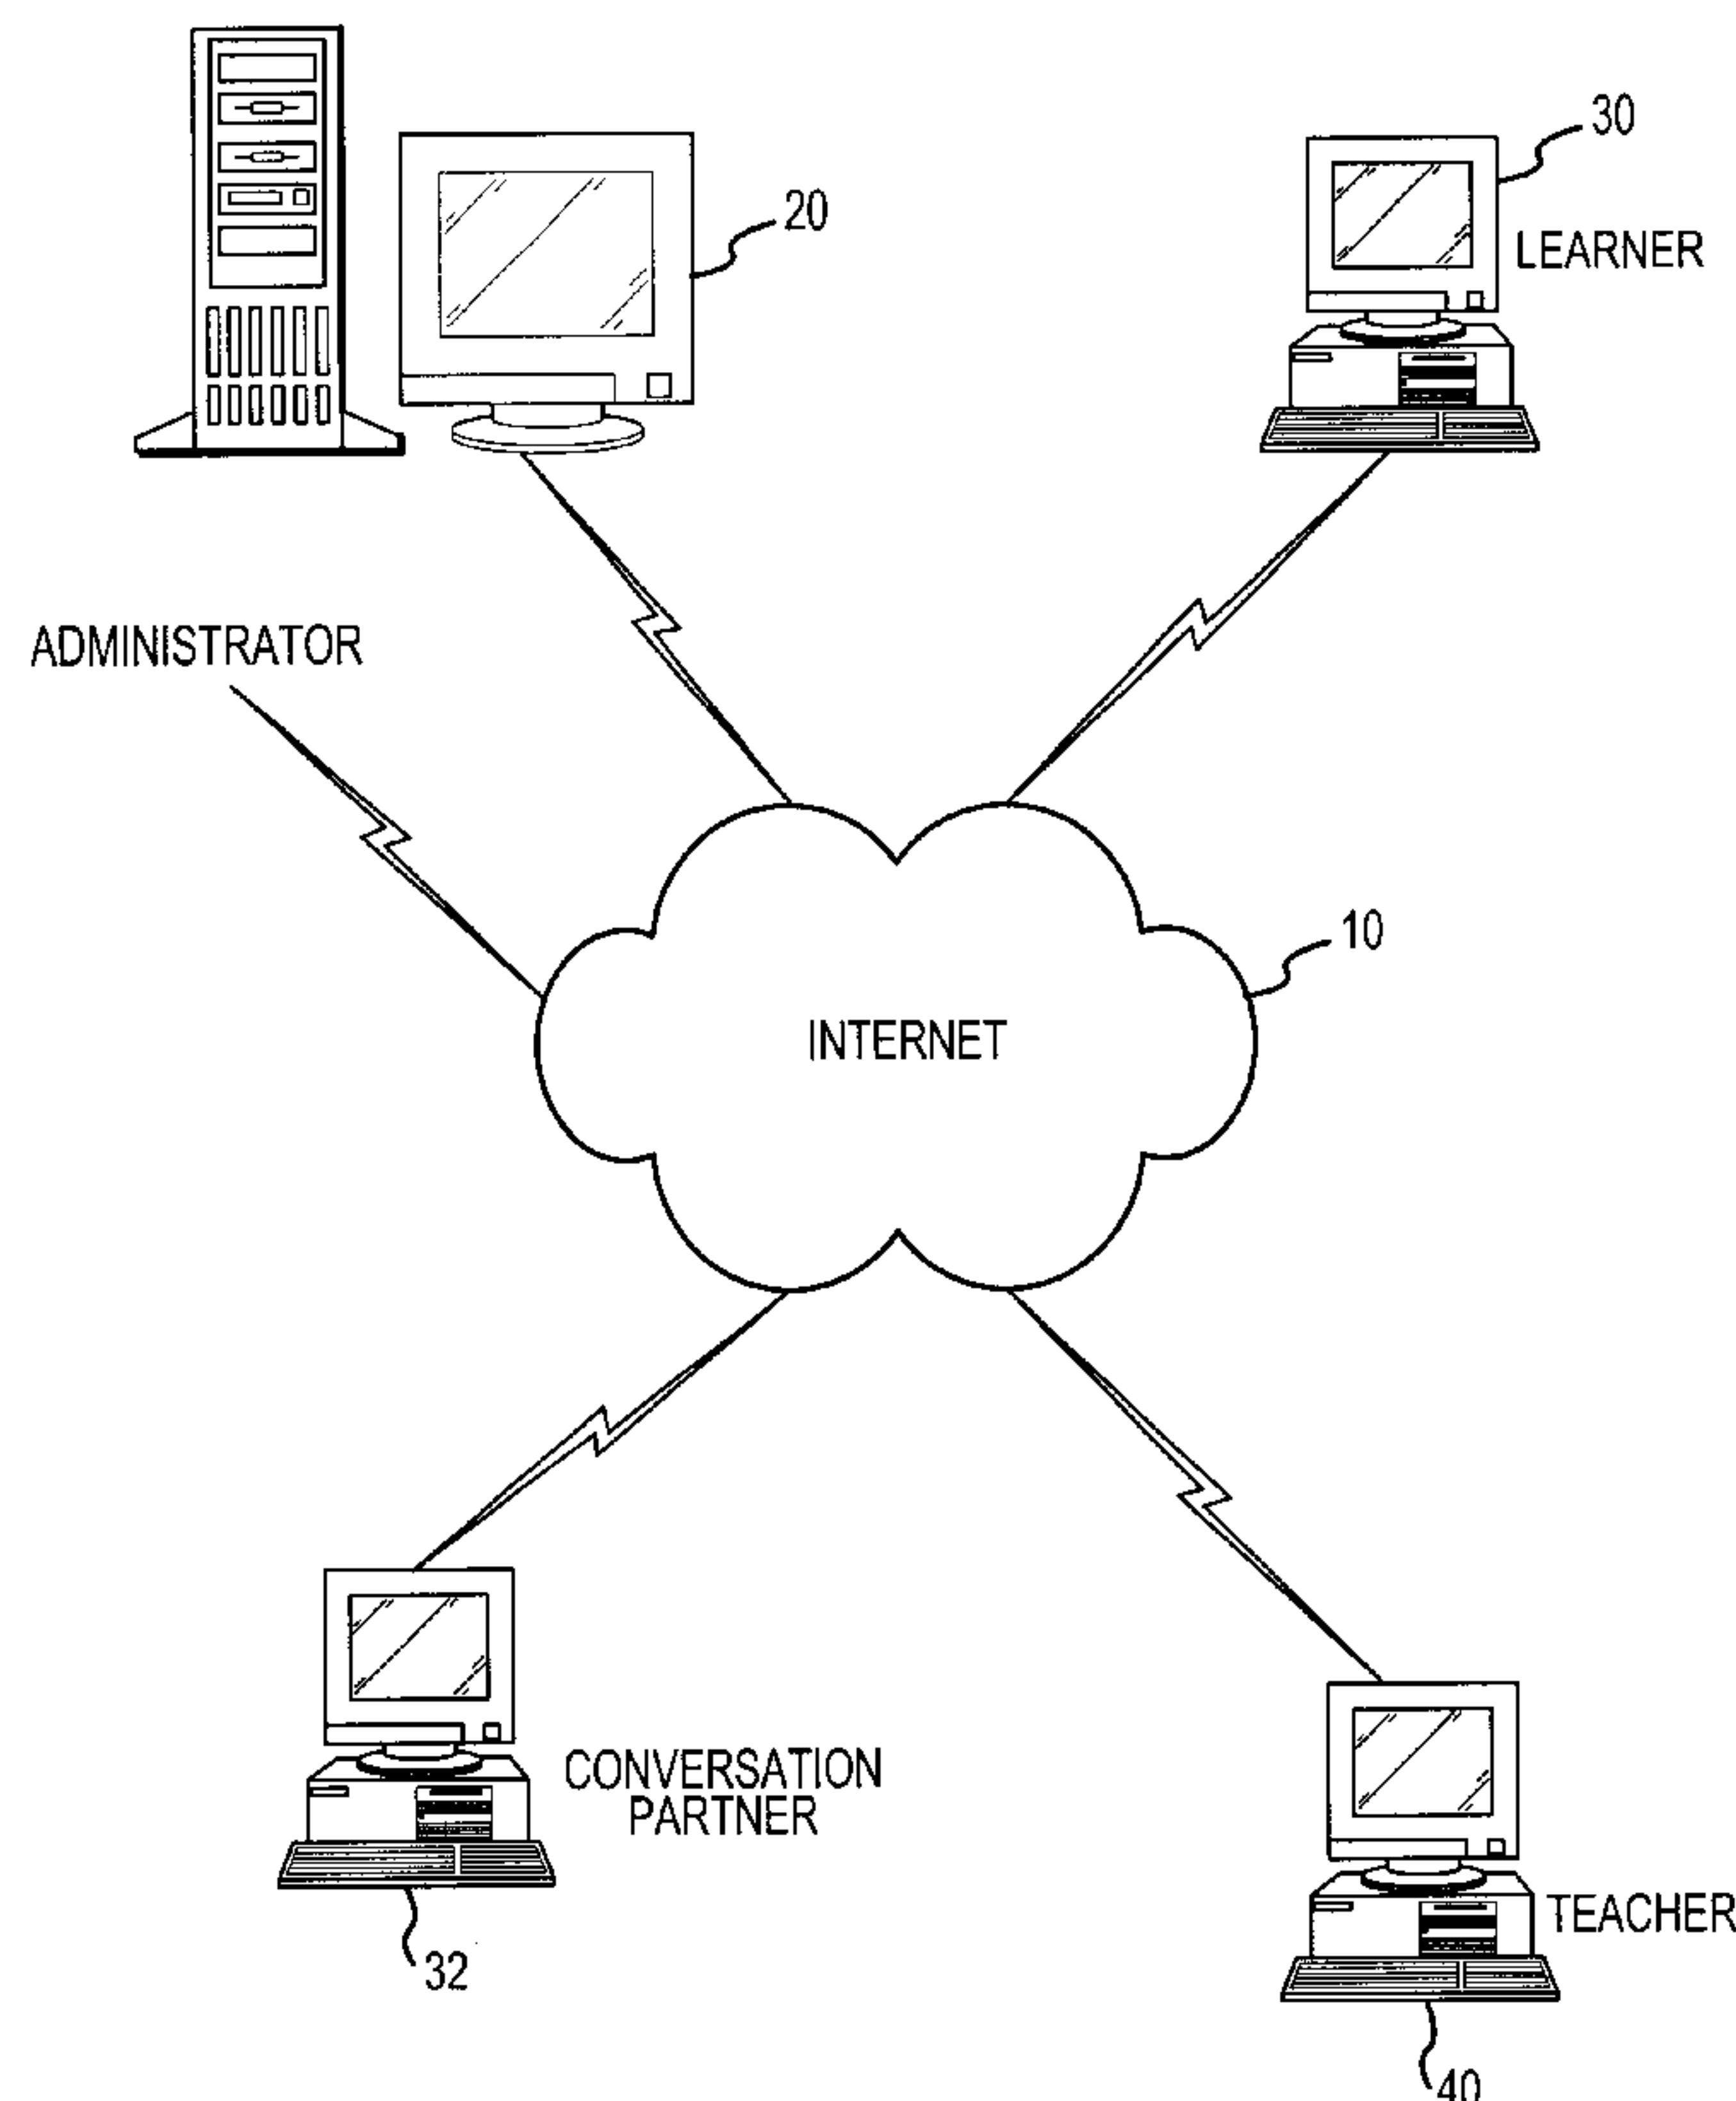 30
20
LEARNER
ADMINISTRATOR
10
INTERNET
CONVERSATION
PARTNER
TEACHER
32
40